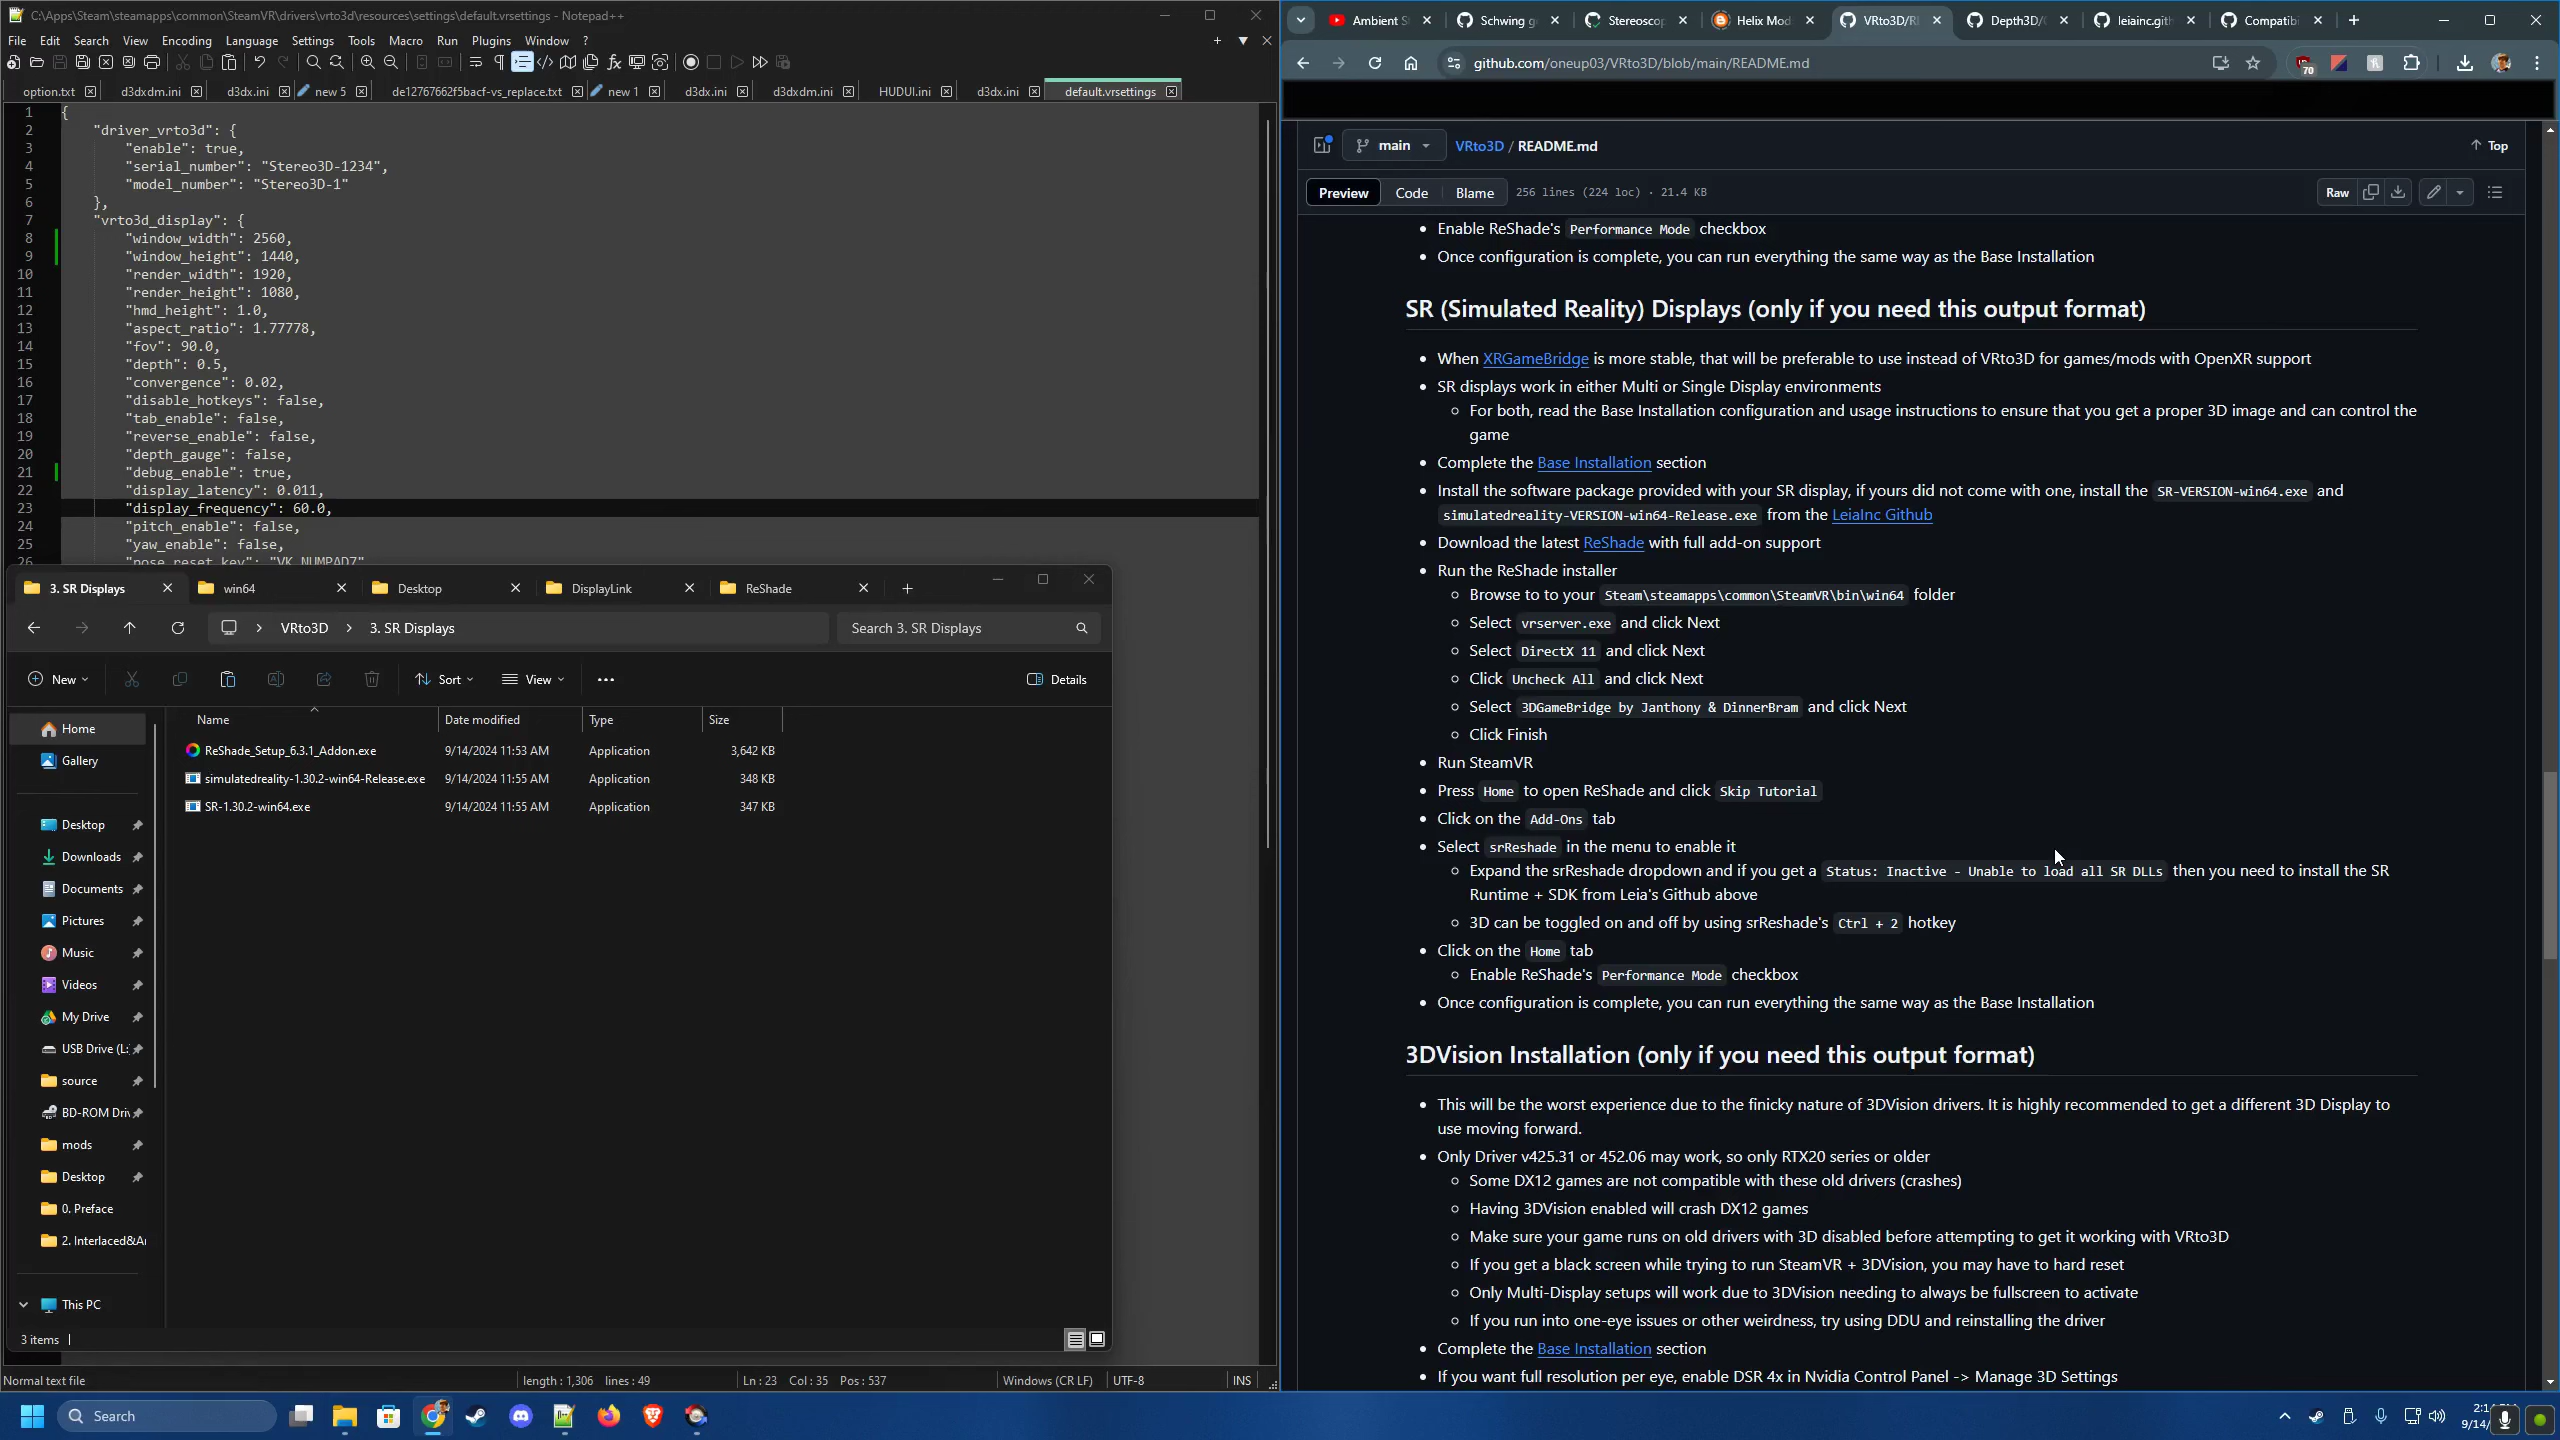 C:\Apps\Steam\steamapps\common\SteamVR\drivers\vrto3d\resources\settings\default.vrsettings - Notepad++
File Edit Search View Encoding Language Settings Tools Macro Run Plugins Window ?
option.txt d3dxdm.ini d3dx.ini new 5 de12767662f5bacf-vs_replace.txt new 1 d3dx.ini d3dxdm.ini HUDUI.ini d3dx.ini default.vrsettings
1 {
2 "driver_vrto3d": {
3 "enable": true,
4 "serial_number": "Stereo3D-1234",
5 "model_number": "Stereo3D-1"
6 },
7 "vrto3d_display": {
8 "window_width": 2560,
9 "window_height": 1440,
10 "render_width": 1920,
11 "render_height": 1080,
12 "hmd_height": 1.0,
13 "aspect_ratio": 1.77778,
14 "fov": 90.0,
15 "depth": 0.5,
16 "convergence": 0.02,
17 "disable_hotkeys": false,
18 "tab_enable": false,
19 "reverse_enable": false,
20 "depth_gauge": false,
21 "debug_enable": true,
22 "display_latency": 0.011,
23 "display_frequency": 60.0,
24 "pitch_enable": false,
25 "yaw_enable": false,
26 "pose_reset_key": "VK_NUMPAD7"
3. SR Displays win64 Desktop DisplayLink ReShade
VRto3D > 3. SR Displays Search 3. SR Displays
New Sort View Details
Name Date modified Type Size
ReShade_Setup_6.3.1_Addon.exe 9/14/2024 11:53 AM Application 3,642 KB
simulatedreality-1.30.2-win64-Release.exe 9/14/2024 11:55 AM Application 348 KB
SR-1.30.2-win64.exe 9/14/2024 11:55 AM Application 347 KB
Home
Gallery
Desktop
Downloads
Documents
Pictures
Music
Videos
My Drive
USB Drive (L:
source
BD-ROM Driv
mods
Desktop
0. Preface
2. Interlaced&An
This PC
3 items
Normal text file length : 1,306 lines : 49 Ln : 23 Col : 35 Pos : 537 Windows (CR LF) UTF-8 INS
Ambient S Schwing g Stereoscop Helix Mod VRto3D/RE Depth3D/ leiainc.gith Compatibi
github.com/oneup03/VRto3D/blob/main/README.md
70
main VRto3D / README.md Top
Preview Code Blame 256 lines (224 loc) · 21.4 KB Raw
Enable ReShade's Performance Mode checkbox
Once configuration is complete, you can run everything the same way as the Base Installation
SR (Simulated Reality) Displays (only if you need this output format)
When XRGameBridge is more stable, that will be preferable to use instead of VRto3D for games/mods with OpenXR support
SR displays work in either Multi or Single Display environments
For both, read the Base Installation configuration and usage instructions to ensure that you get a proper 3D image and can control the
game
Complete the Base Installation section
Install the software package provided with your SR display, if yours did not come with one, install the SR-VERSION-win64.exe and
simulatedreality-VERSION-win64-Release.exe from the LeiaInc Github
Download the latest ReShade with full add-on support
Run the ReShade installer
Browse to to your Steam\steamapps\common\SteamVR\bin\win64 folder
Select vrserver.exe and click Next
Select DirectX 11 and click Next
Click Uncheck All and click Next
Select 3DGameBridge by Janthony & DinnerBram and click Next
Click Finish
Run SteamVR
Press Home to open ReShade and click Skip Tutorial
Click on the Add-Ons tab
Select srReshade in the menu to enable it
Expand the srReshade dropdown and if you get a Status: Inactive - Unable to load all SR DLLs then you need to install the SR
Runtime + SDK from Leia's Github above
3D can be toggled on and off by using srReshade's Ctrl + 2 hotkey
Click on the Home tab
Enable ReShade's Performance Mode checkbox
Once configuration is complete, you can run everything the same way as the Base Installation
3DVision Installation (only if you need this output format)
This will be the worst experience due to the finicky nature of 3DVision drivers. It is highly recommended to get a different 3D Display to
use moving forward.
Only Driver v425.31 or 452.06 may work, so only RTX20 series or older
Some DX12 games are not compatible with these old drivers (crashes)
Having 3DVision enabled will crash DX12 games
Make sure your game runs on old drivers with 3D disabled before attempting to get it working with VRto3D
If you get a black screen while trying to run SteamVR + 3DVision, you may have to hard reset
Only Multi-Display setups will work due to 3DVision needing to always be fullscreen to activate
If you run into one-eye issues or other weirdness, try using DDU and reinstalling the driver
Complete the Base Installation section
If you want full resolution per eye, enable DSR 4x in Nvidia Control Panel -> Manage 3D Settings
Search
2:1
9/14/